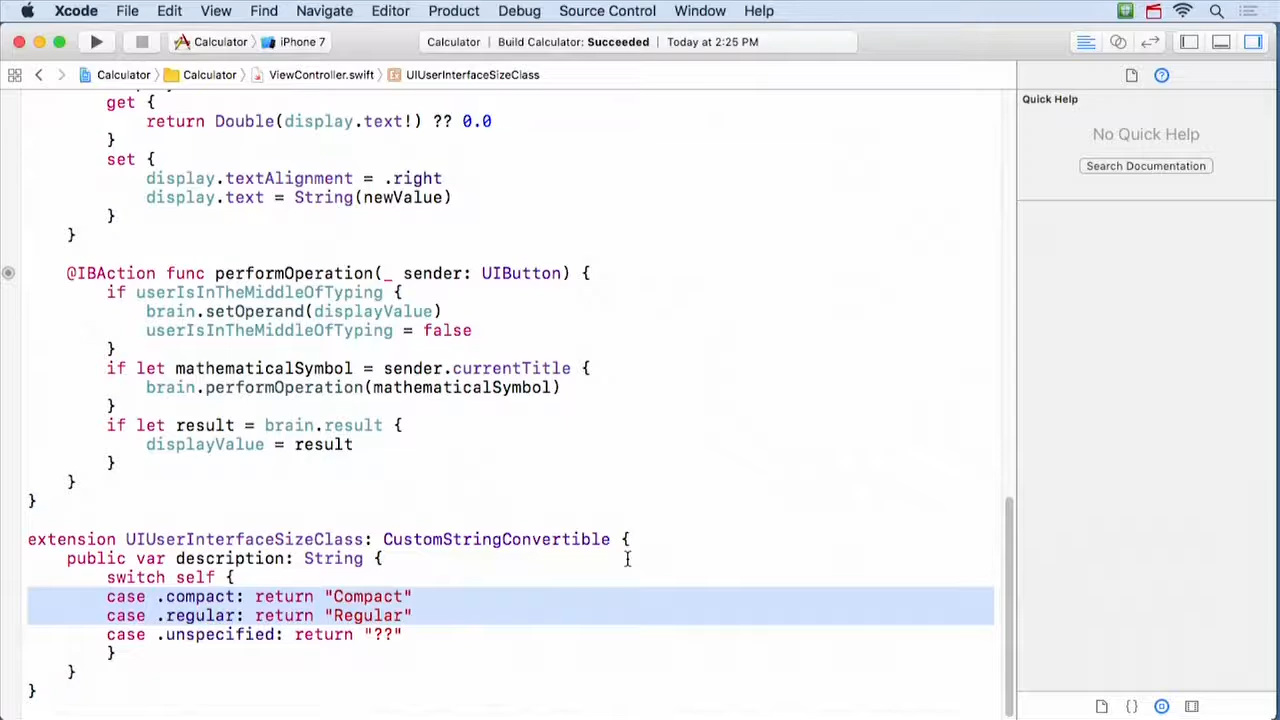 Xcode File Edit View Find Navigate Editor Product Debug Source Control Window Help
Calculator iPhone 7 Calculator | Build Calculator: Succeeded | Today at 2:25 PM
Calculator Calculator ViewController.swift UIUserInterfaceSizeClass
Quick Help
No Quick Help
Search Documentation
get {
return Double(display.text!) ?? 0.0
}
set {
display.textAlignment = .right
display.text = String(newValue)
}
}
@IBAction func performOperation(_ sender: UIButton) {
if userIsInTheMiddleOfTyping {
brain.setOperand(displayValue)
userIsInTheMiddleOfTyping = false
}
if let mathematicalSymbol = sender.currentTitle {
brain.performOperation(mathematicalSymbol)
}
if let result = brain.result {
displayValue = result
}
}
}
extension UIUserInterfaceSizeClass: CustomStringConvertible {
public var description: String {
switch self {
case .compact: return "Compact"
case .regular: return "Regular"
case .unspecified: return "??"
}
}
}